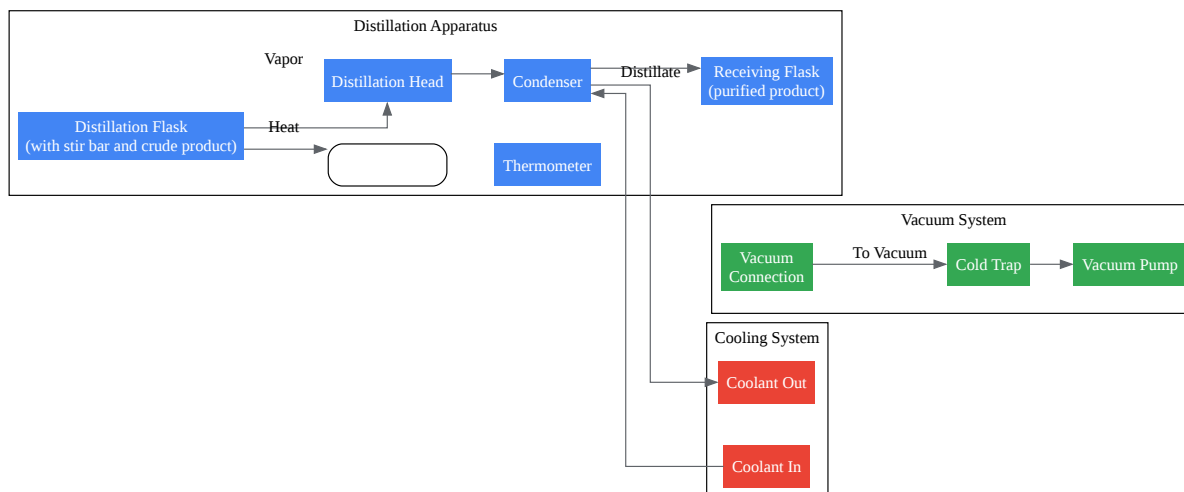 Distillation Apparatus
Vapor
Distillation Head
Condenser
Distillate
Receiving Flask
(purified product)
Distillation Flask
(with stir bar and crude product)
Heat
Thermometer
Vacuum System
Vacuum
Connection
To Vacuum
Cold Trap
Vacuum Pump
Cooling System
Coolant Out
Coolant In